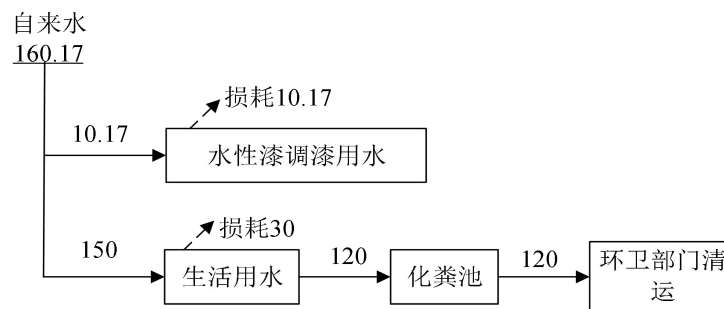 自来水
160.17
损耗10.17
10.17
水性漆调漆用水
损耗30
150
生活用水
120
化粪池
120
环卫部门清
运